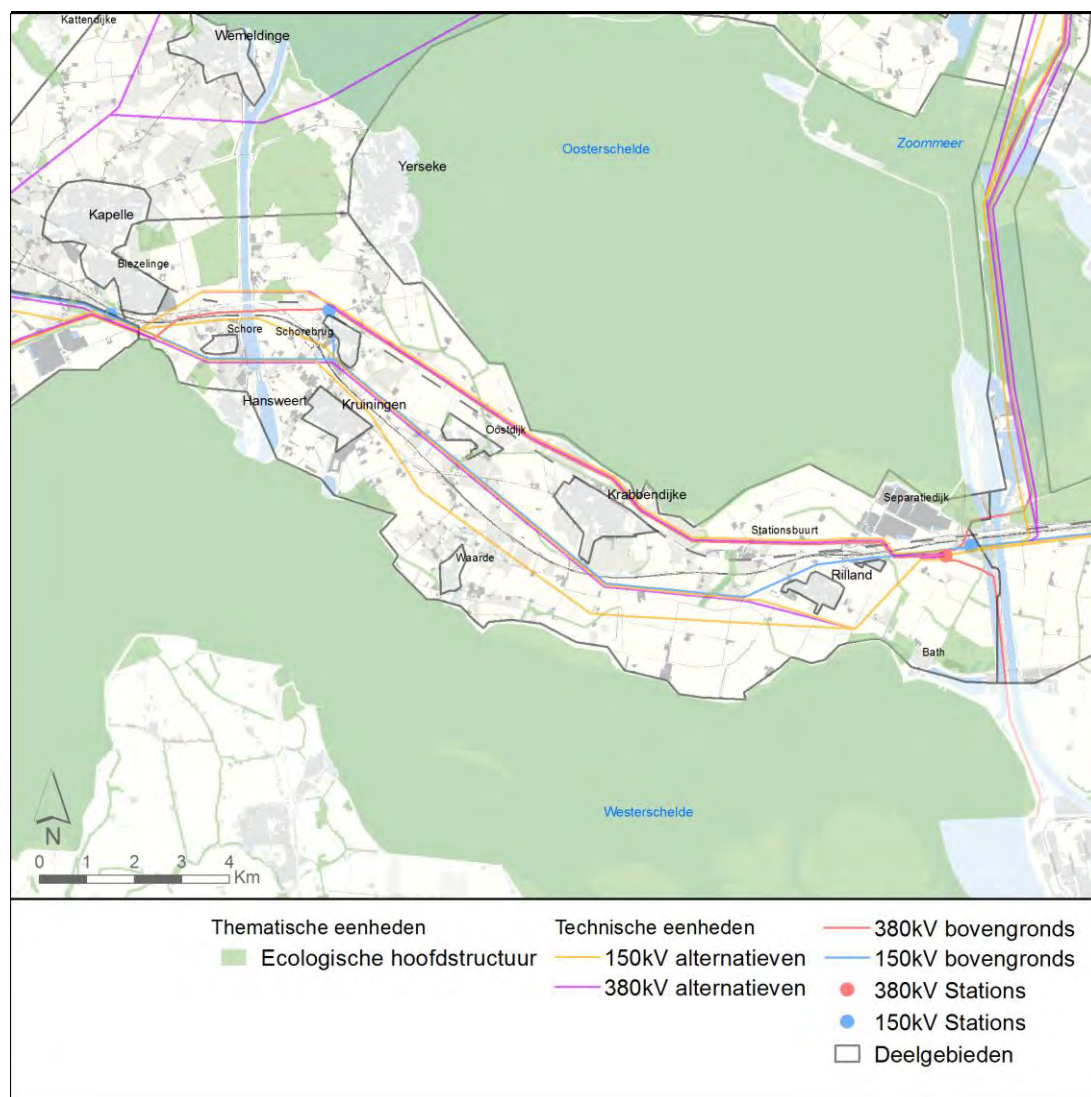 Kattendijke
Wemeldinge
Oosterschelde
Zoommeer
Yerseke
Kapelle
Biezelinge
Schore
Schorebrug
Hansweert
Kruiningen
Oostdijk
Krabbendijke
Separatiedijk
Stationsbuurt
Waarde
Rilland
Bath
Westerschelde
N
0 1 2 3 4
Km
Thematische eenheden
Ecologische hoofdstructuur
Technische eenheden
150kV alternatieven
380kV alternatieven
380kV bovengronds
150kV bovengronds
380kV Stations
150kV Stations
Deelgebieden